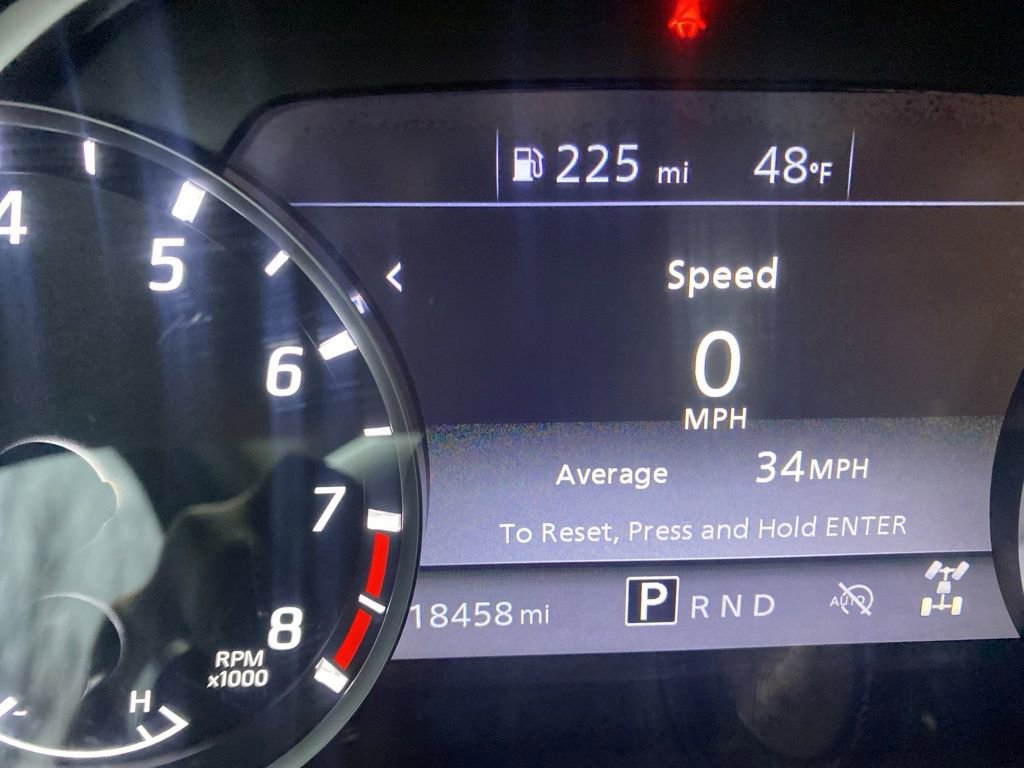 225 mi 48°F
4
5
6
7
8
RPM
x1000
H
<
Speed
0
MPH
Average 34 MPH
To Reset, Press and Hold ENTER
18458 mi P R N D AUTO